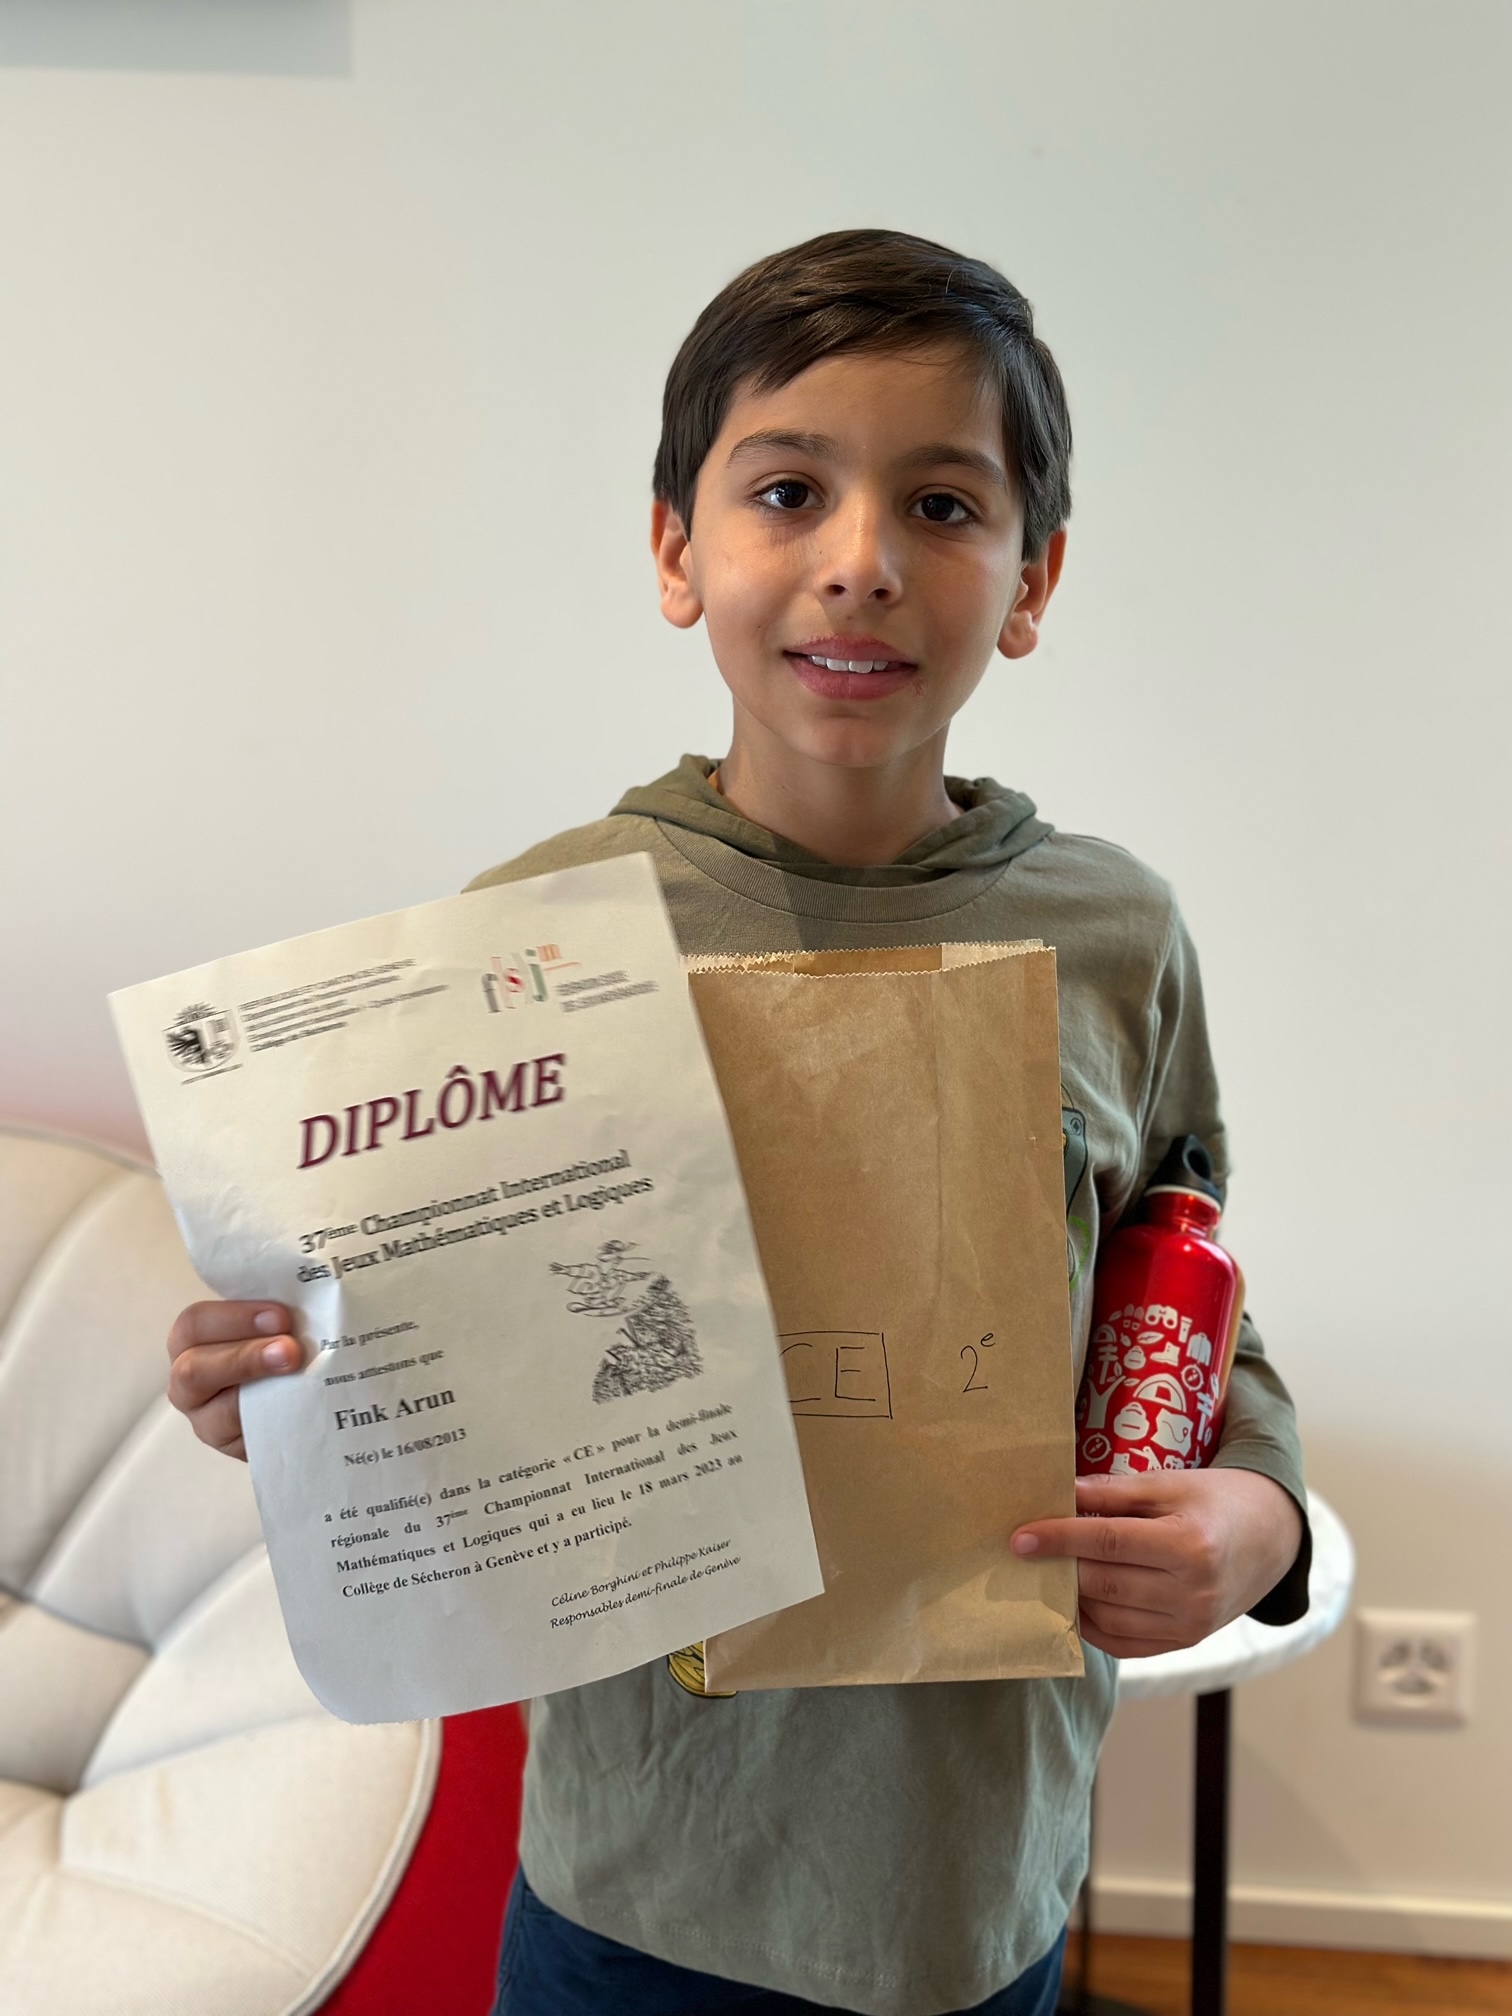 fsjm
DIPLÔME
37ème Championnat International
des Jeux Mathématiques et Logiques
Par la présente,
nous attestons que
Fink Arun
Né(e) le 16/08/2013
a été qualifié(e) dans la catégorie « CE » pour la demi-finale
régionale du 37ème Championnat International des Jeux
Mathématiques et Logiques qui a eu lieu le 18 mars 2023 au
Collège de Sécheron à Genève et y a participé.
Céline Borghini et Philippe Kaiser
Responsables demi-finale de Genève
CE 2e